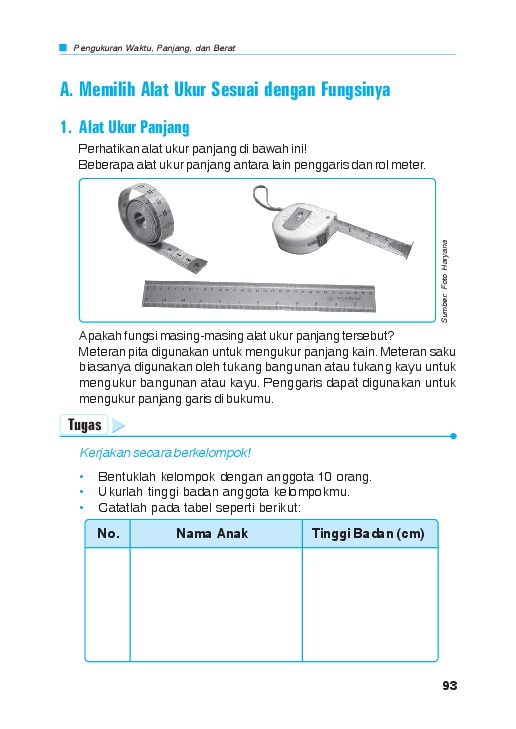 Pengukuran Waktu, Panjang, dan Berat
A. Memilih Alat Ukur Sesuai dengan Fungsinya
1. Alat Ukur Panjang
Perhatikan alat ukur panjang di bawah ini!
Beberapa alat ukur panjang antara lain penggaris dan rol meter.
Sumber: Foto Haryana
Apakah fungsi masing-masing alat ukur panjang tersebut?
Meteran pita digunakan untuk mengukur panjang kain. Meteran saku
biasanya digunakan oleh tukang bangunan atau tukang kayu untuk
mengukur bangunan atau kayu. Penggaris dapat digunakan untuk
mengukur panjang garis di bukumu.
Tugas
Kerjakan secara berkelompok!
• Bentuklah kelompok dengan anggota 10 orang.
• Ukurlah tinggi badan anggota kelompokmu.
• Catatlah pada tabel seperti berikut:
No. Nama Anak Tinggi Badan (cm)
93